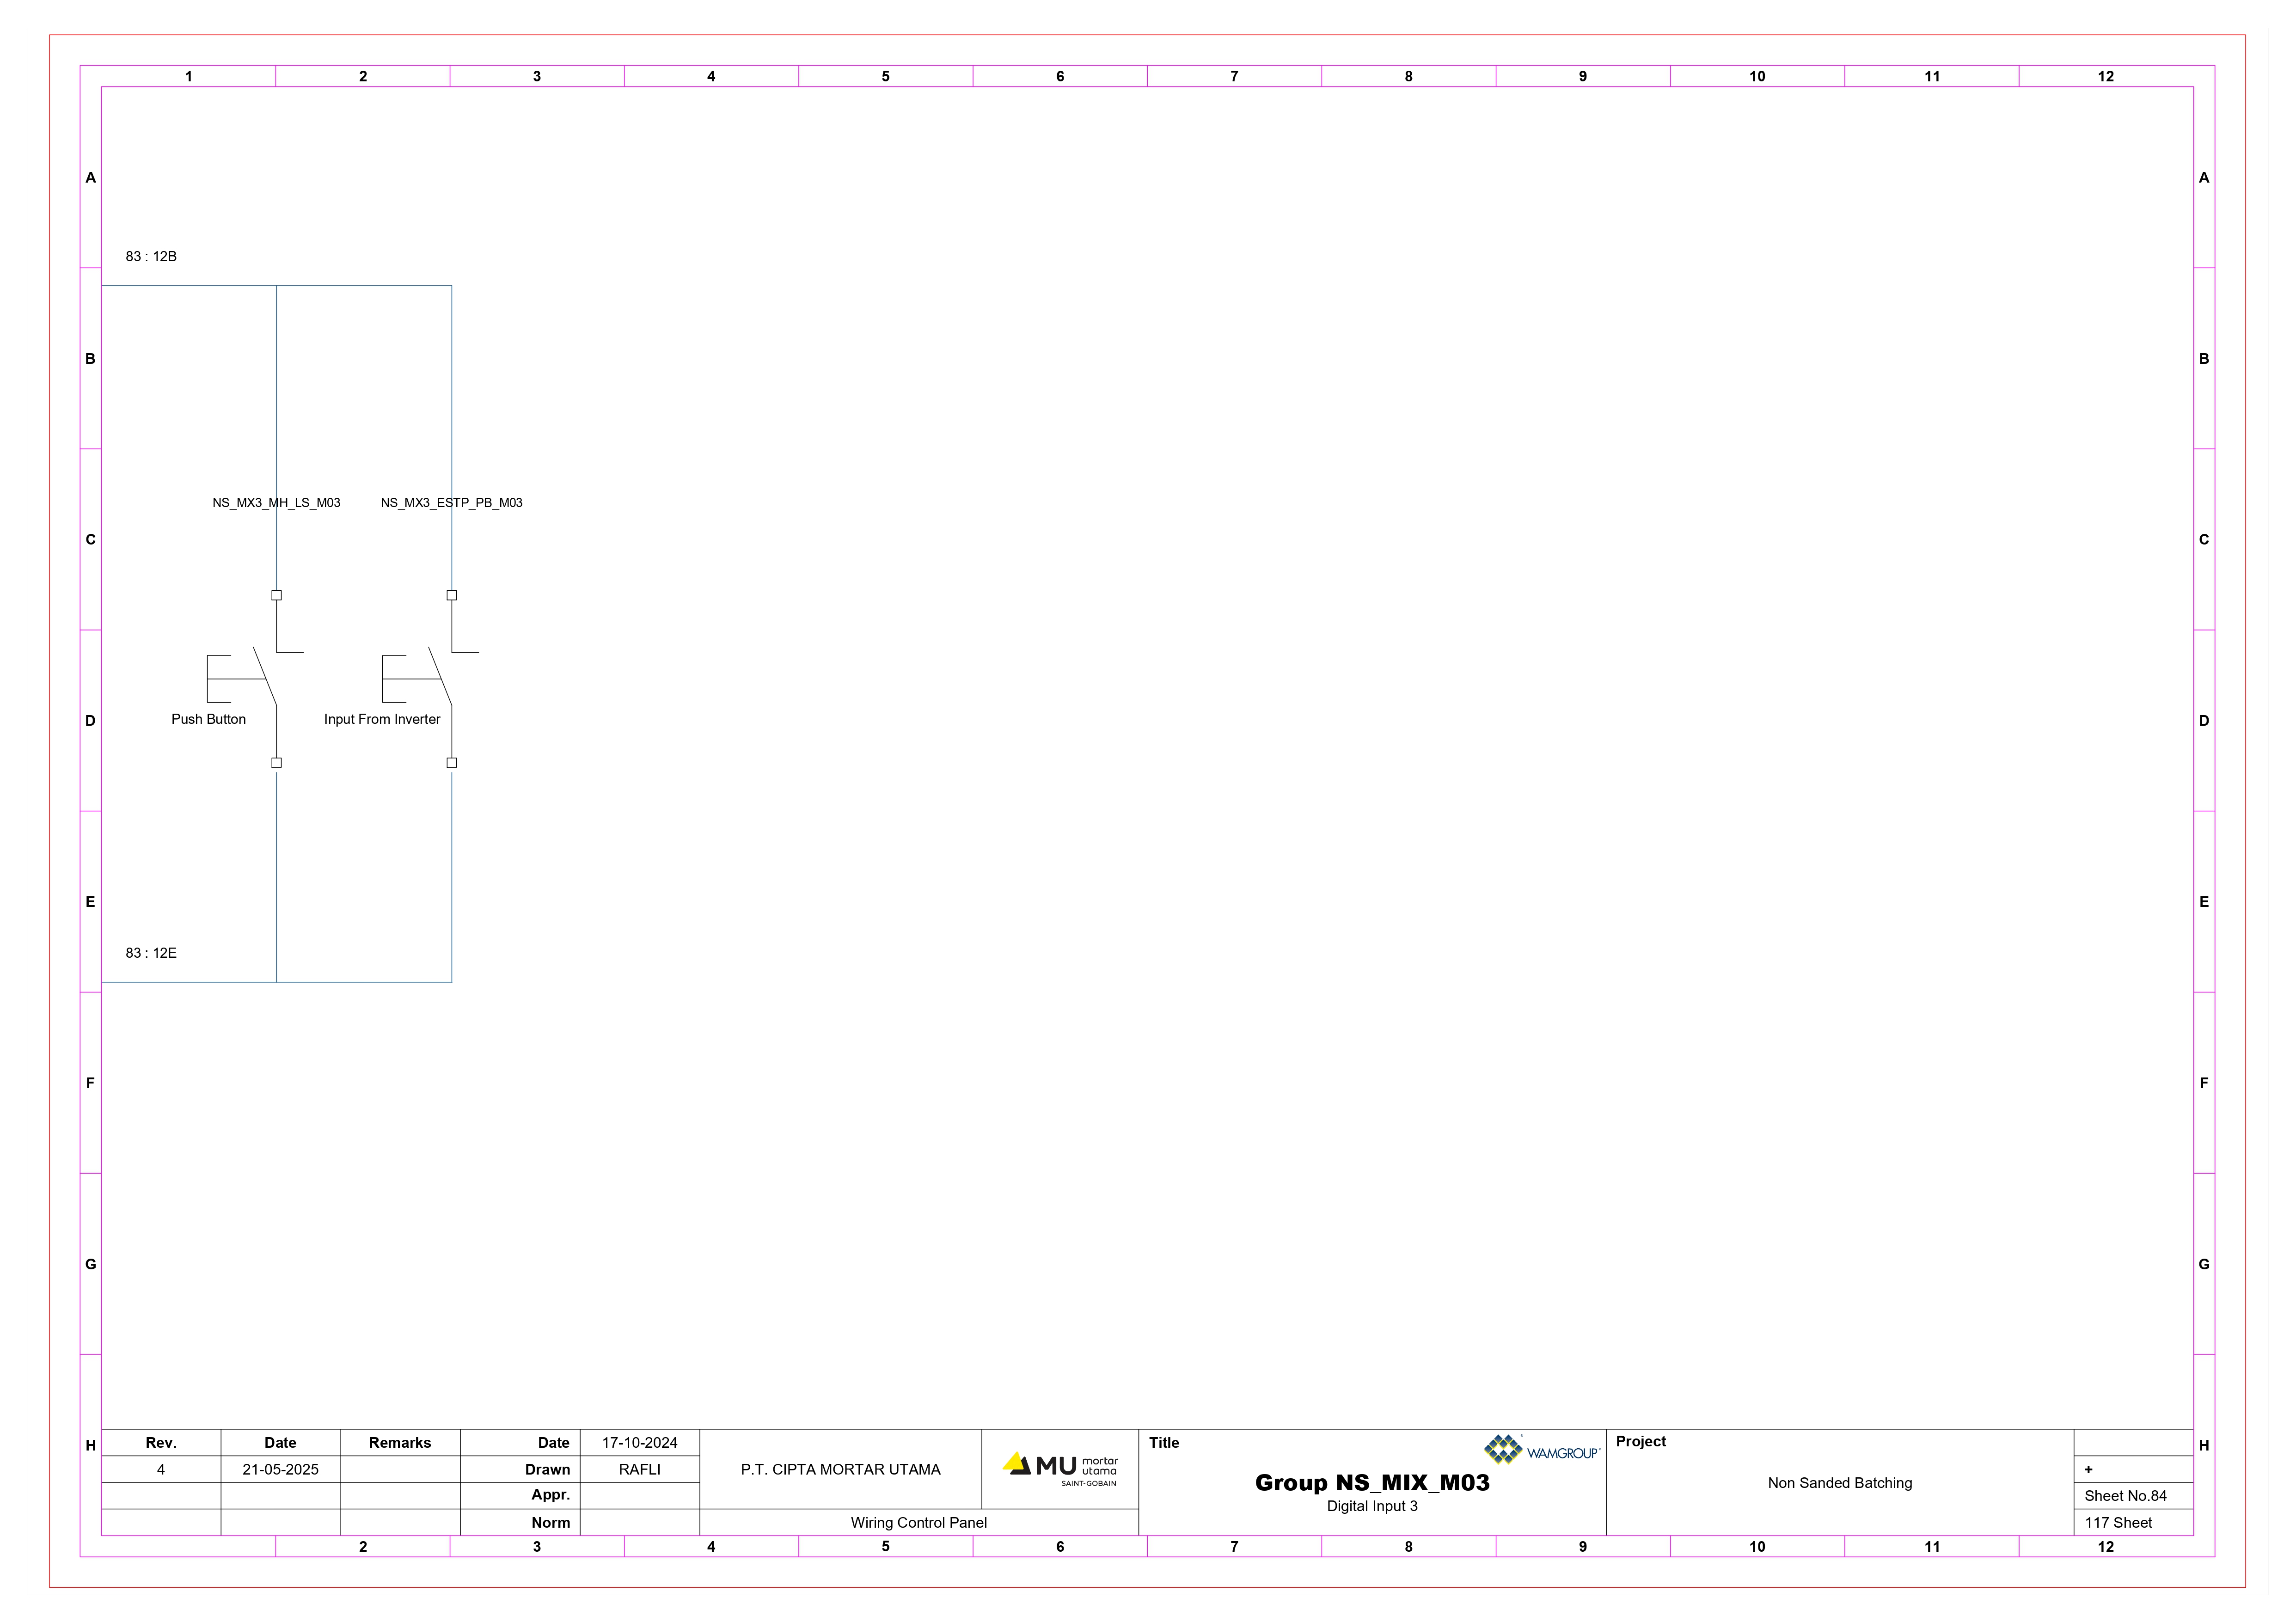 1 2 3 4 5 6 7 8 9 10 11 12
A A
83 : 12B
B B
NS_MX3_MH_LS_M03 NS_MX3_ESTP_PB_M03
C C
Push Button Input From Inverter
D D
E E
83 : 12E
F F
G G
H H
Rev. Date Remarks Date 17-10-2024
4 21-05-2025 Drawn RAFLI
Appr.
Norm
P.T. CIPTA MORTAR UTAMA
MU mortar
utama
SAINT-GOBAIN
Wiring Control Panel
Title
WAMGROUP®
Group NS_MIX_M03
Digital Input 3
Project
Non Sanded Batching
+
Sheet No.84
117 Sheet
2 3 4 5 6 7 8 9 10 11 12